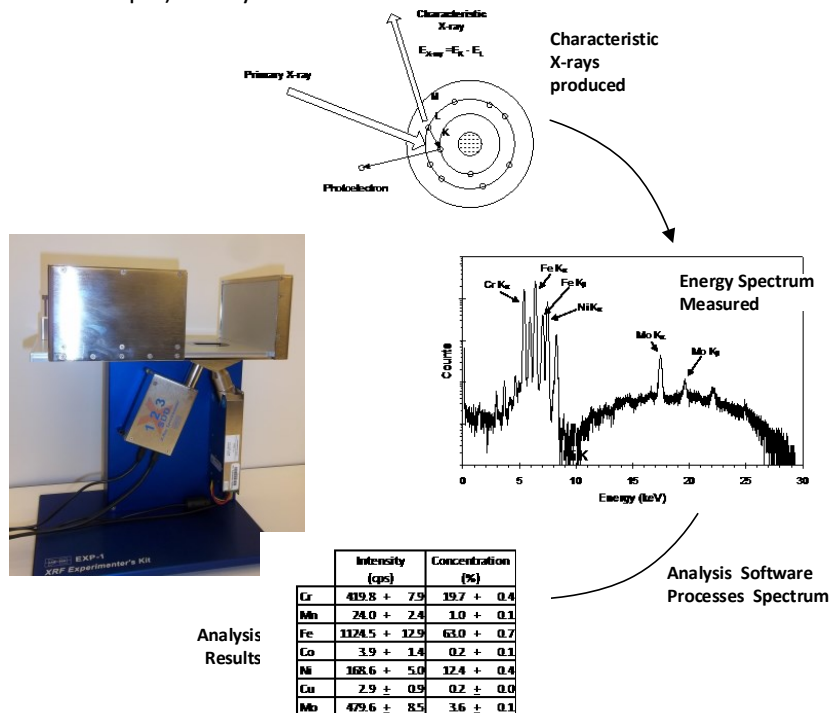 Characteristic
X-ray
E_X-ray =E_K - E_L
Primary X-ray
M
L
K
Photoelectron
Characteristic
X-rays
produced
Energy Spectrum
Measured
Cr Kα
Fe Kα
Fe Kβ
Ni Kα
Mo Kα
Mo Kβ
Counts
0 5 10 15 20 25 30
Energy (keV)
1 2 3
EXP-1
XRF Experimenter's Kit
Analysis Software
Processes Spectrum
Analysis
Results
Intensity (cps) Concentration (%)
Cr 419.8 + 7.9 19.7 + 0.4
Mn 24.0 + 2.4 1.0 + 0.1
Fe 1124.5 + 12.9 63.0 + 0.7
Co 3.9 + 1.4 0.2 + 0.1
Ni 168.6 + 5.0 12.4 + 0.4
Cu 2.9 ± 0.9 0.2 ± 0.0
Mo 479.6 ± 8.5 3.6 ± 0.1